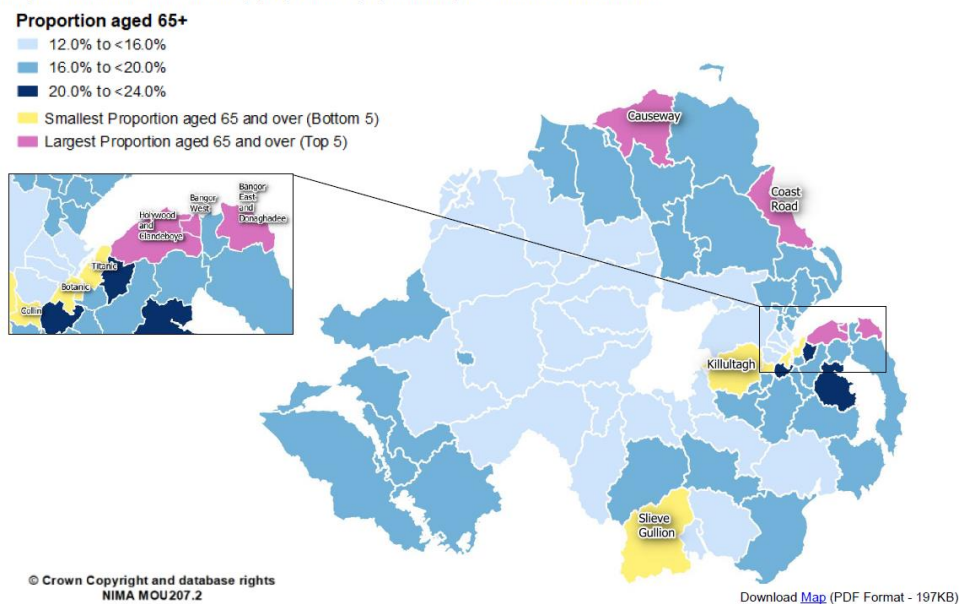 Proportion aged 65+
12.0% to <16.0%
16.0% to <20.0%
20.0% to <24.0%
Smallest Proportion aged 65 and over (Bottom 5)
Largest Proportion aged 65 and over (Top 5)
Causeway
Coast
Road
Bangor
East
and
Donaghadee
Bangor
West
Holywood
and
Clandeboye
Titanic
Botanic
Collin
Killultagh
Slieve
Gullion
© Crown Copyright and database rights
NIMA MOU207.2
Download Map (PDF Format - 197KB)